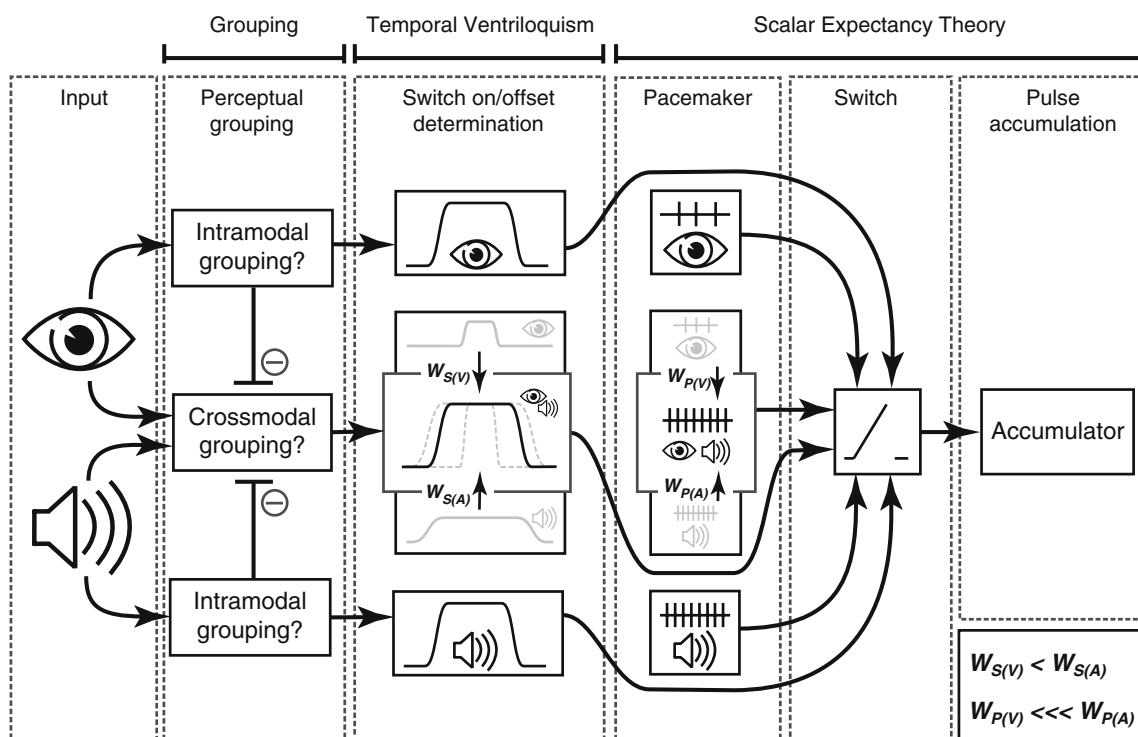 Grouping
Temporal Ventriloquism
Scalar Expectancy Theory
Input
Perceptual
grouping
Switch on/offset
determination
Pacemaker
Switch
Pulse
accumulation
Intramodal
grouping?
Crossmodal
grouping?
Intramodal
grouping?
W_S(V)
W_S(A)
W_P(V)
W_P(A)
Accumulator
W_S(V) < W_S(A)
W_P(V) <<< W_P(A)